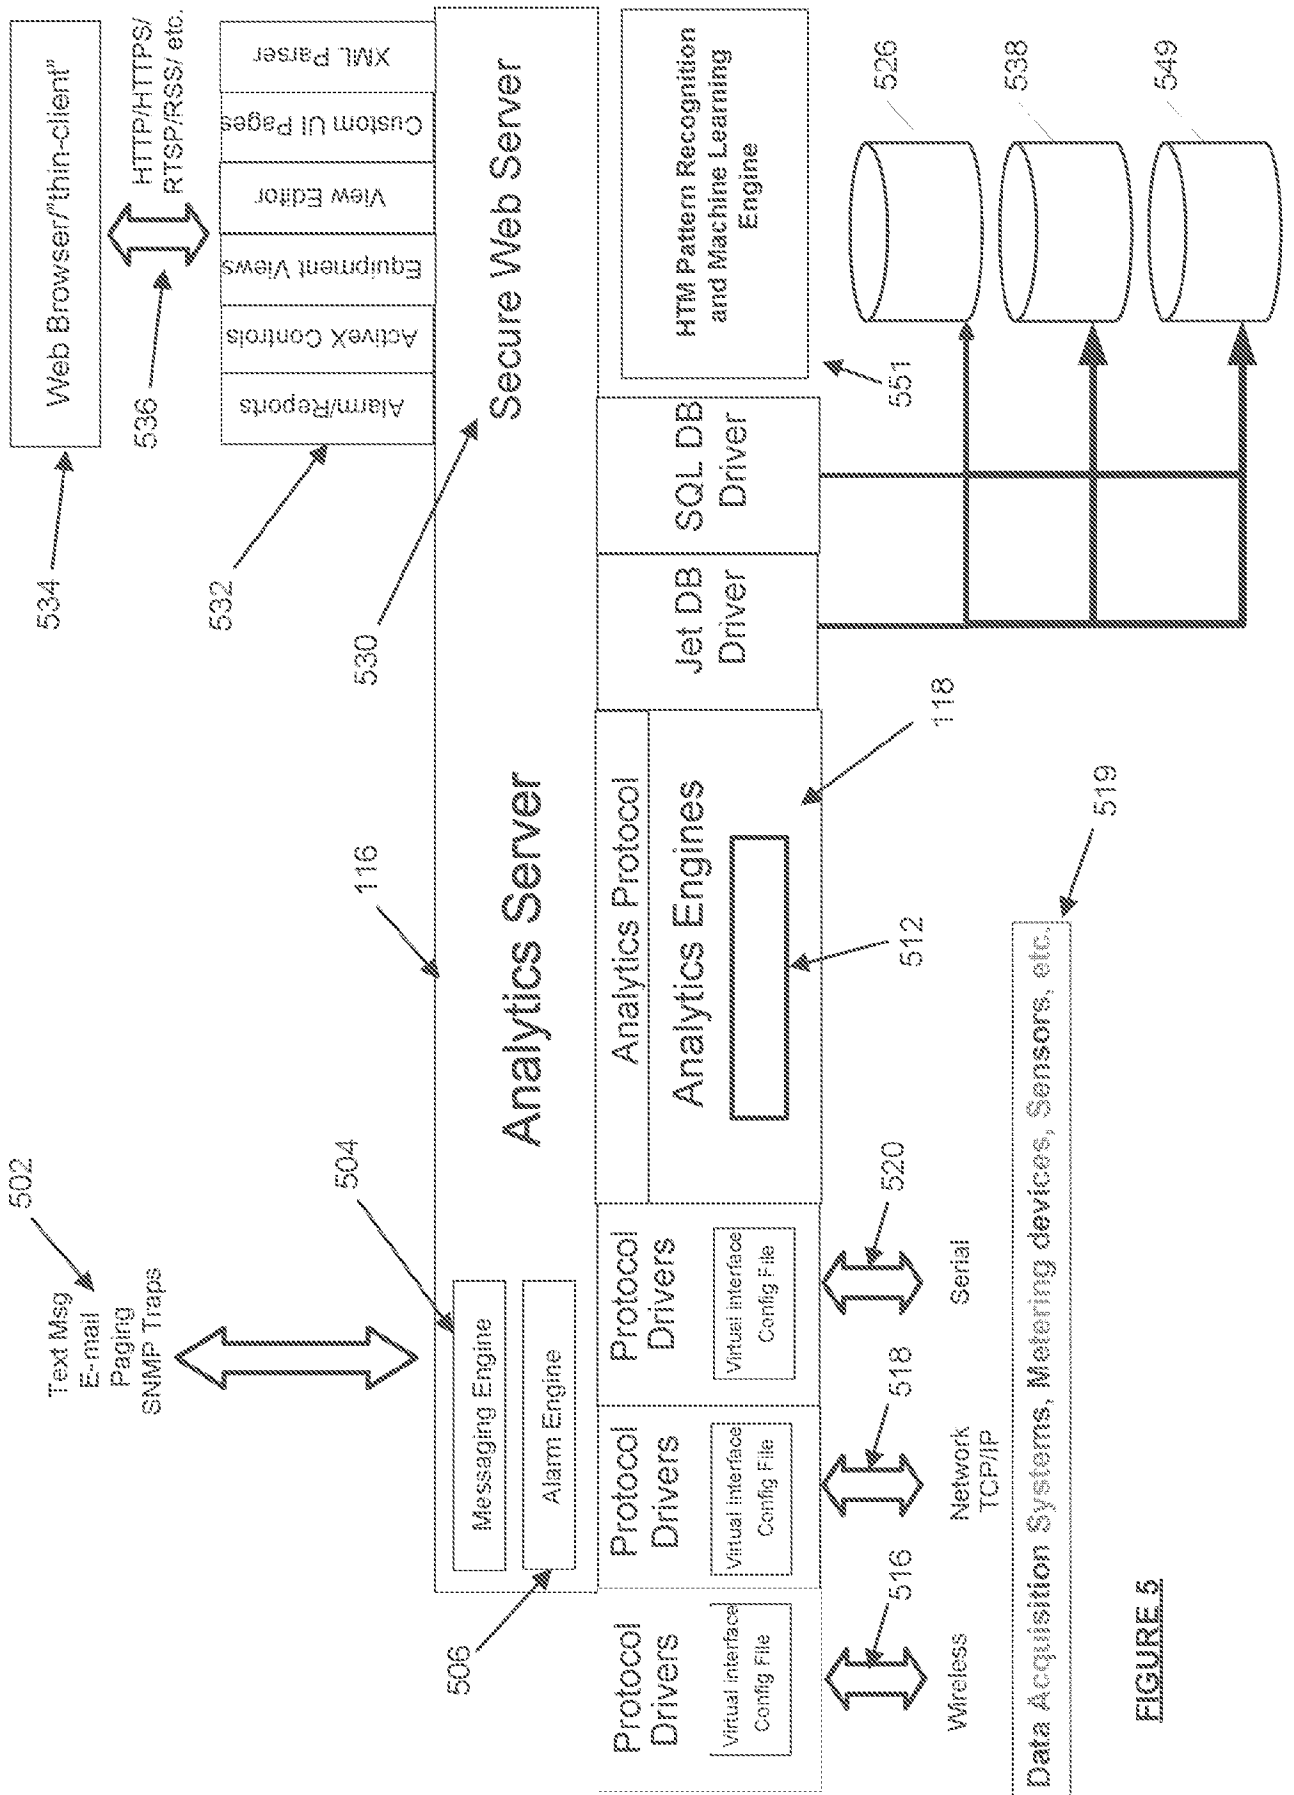 502
Text Msg
E-mail
Paging
SNMP Traps
534
Web Browser/"thin-client"
536
HTTP/HTTPS/
RTSP/RSS/ etc.
532
Alarm/Reports
ActiveX Controls
Equipment Views
View Editor
Custom UI Pages
XML Parser
504
116
530
506
Messaging Engine
Alarm Engine
Analytics Server
Secure Web Server
Protocol
Drivers
Virtual interface
Config File
Protocol
Drivers
Virtual interface
Config File
Protocol
Drivers
Virtual interface
Config File
Analytics Protocol
Analytics Engines
512
118
Jet DB
Driver
SQL DB
Driver
HTM Pattern Recognition
and Machine Learning
Engine
551
516
518
520
Wireless
Network
TCP/IP
Serial
526
538
549
Data Acquisition Systems, Metering devices, Sensors, etc.
519
FIGURE 5